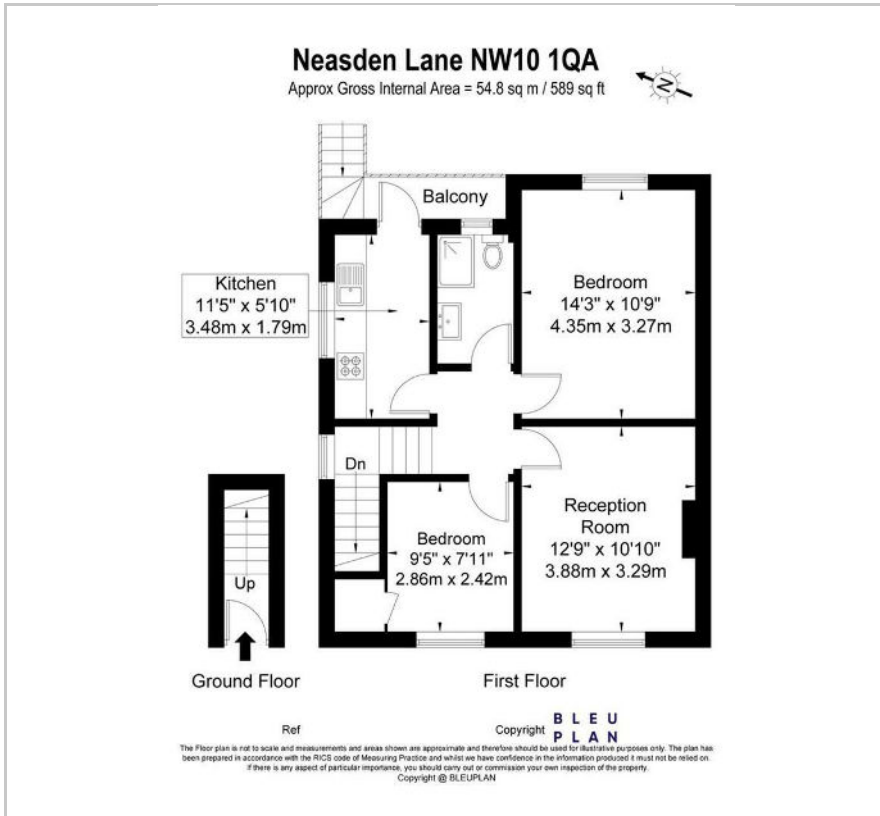 Neasden Lane NW10 1QA
Approx Gross Internal Area = 54.8 sq m / 589 sq ft
N
Balcony
Kitchen
11'5" x 5'10"
3.48m x 1.79m
Bedroom
14'3" x 10'9"
4.35m x 3.27m
Dn
Bedroom
9'5" x 7'11"
2.86m x 2.42m
Reception
Room
12'9" x 10'10"
3.88m x 3.29m
Up
Ground Floor
First Floor
Ref
Copyright BLEU
PLAN
The Floor plan is not to scale and measurements and areas shown are approximate and therefore should be used for illustrative purposes only. The plan has
been prepared in accordance with the RICS code of Measuring Practice and whilst we have confidence in the information produced it must not be relied on.
If there is any aspect of particular importance, you should carry out or commission your own inspection of the property.
Copyright @ BLEUPLAN